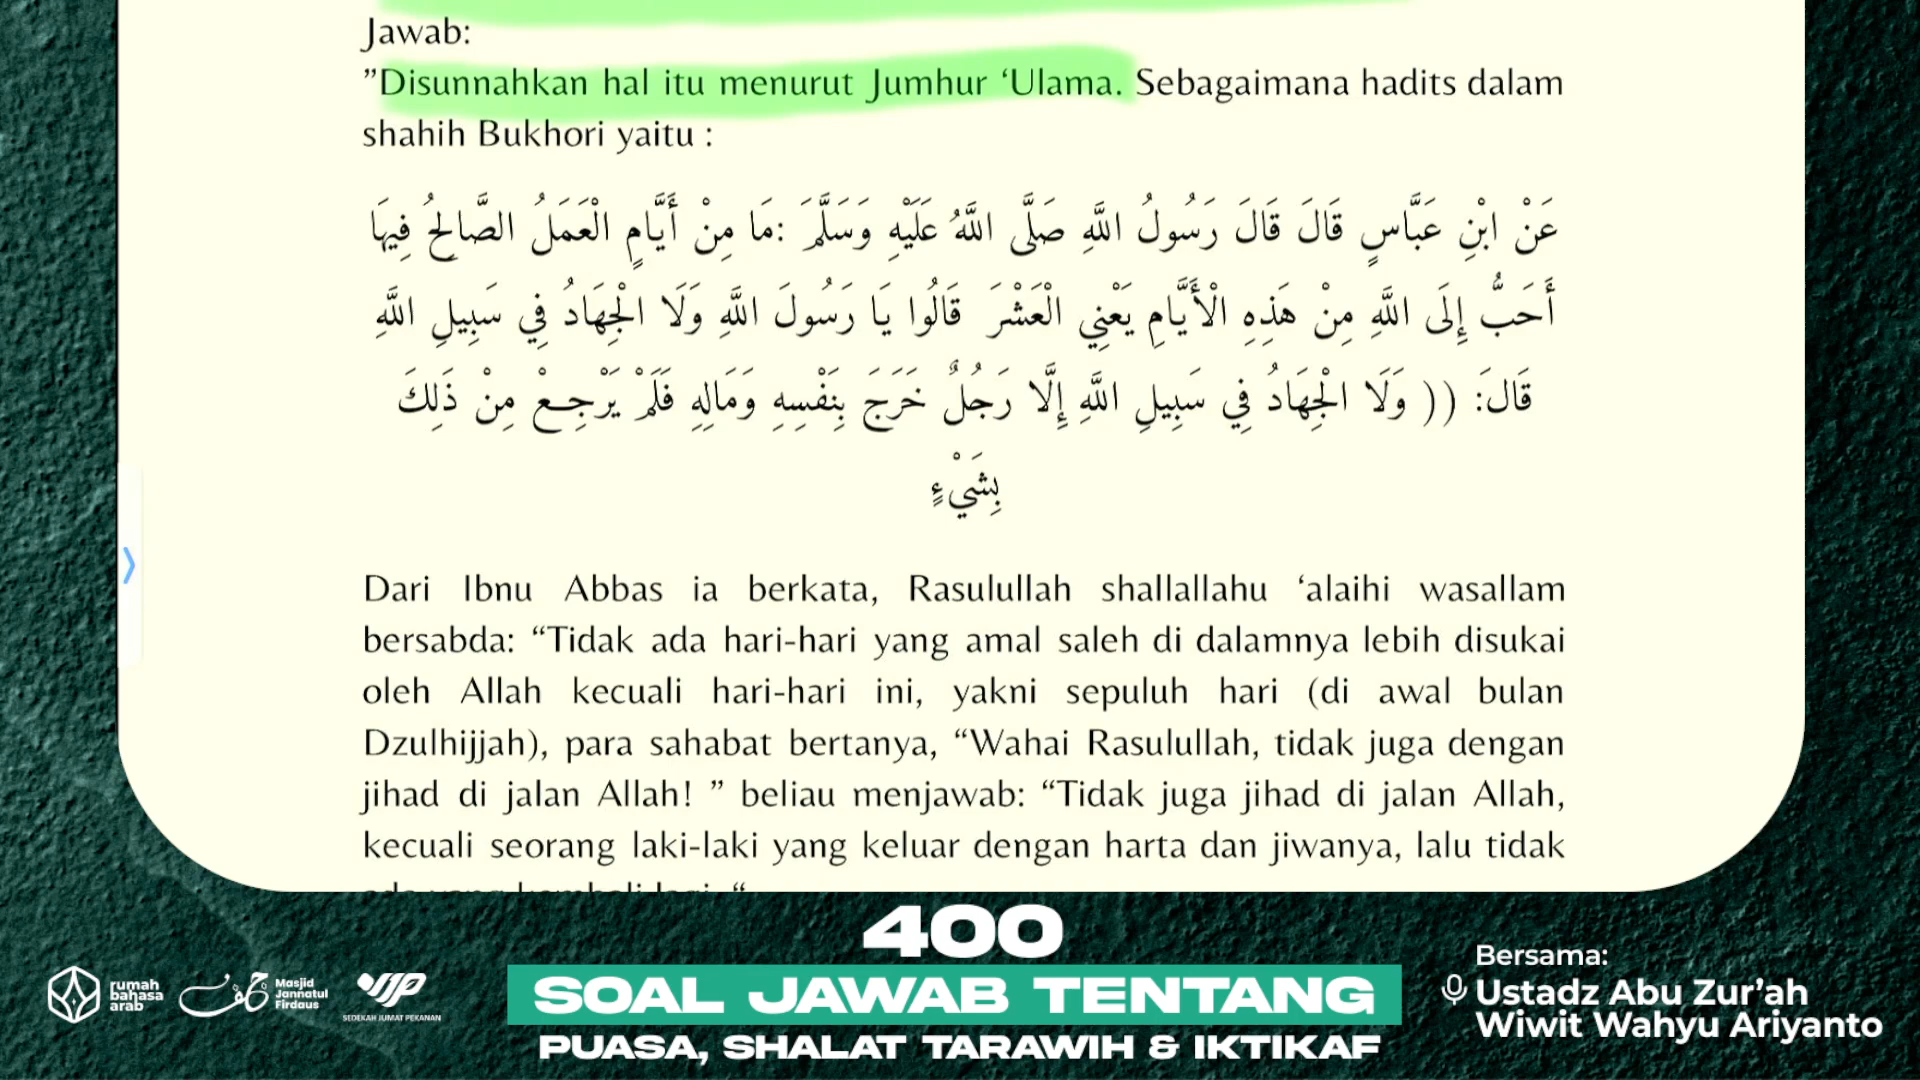 Jawab:
”Disunnahkan hal itu menurut Jumhur ‘Ulama. Sebagaimana hadits dalam
shahih Bukhori yaitu :
عَنْ ابْنِ عَبَّاسٍ قَالَ قَالَ رَسُولُ اللَّهِ صَلَّى اللَّهُ عَلَيْهِ وَسَلَّمَ :مَا مِنْ أَيَّامٍ الْعَمَلُ الصَّالِحُ فِيهَا
أَحَبُّ إِلَى اللَّهِ مِنْ هَذِهِ الْأَيَّامِ يَعْنِي الْعَشْرَ قَالُوا يَا رَسُولَ اللَّهِ وَلَا الْجِهَادُ فِي سَبِيلِ اللَّهِ
قَالَ: (( وَلَا الْجِهَادُ فِي سَبِيلِ اللَّهِ إِلَّا رَجُلٌ خَرَجَ بِنَفْسِهِ وَمَالِهِ فَلَمْ يَرْجِعْ مِنْ ذَلِكَ
بِشَيْءٍ
Dari Ibnu Abbas ia berkata, Rasulullah shallallahu ‘alaihi wasallam
bersabda: “Tidak ada hari-hari yang amal saleh di dalamnya lebih disukai
oleh Allah kecuali hari-hari ini, yakni sepuluh hari (di awal bulan
Dzulhijjah), para sahabat bertanya, “Wahai Rasulullah, tidak juga dengan
jihad di jalan Allah! ” beliau menjawab: “Tidak juga jihad di jalan Allah,
kecuali seorang laki-laki yang keluar dengan harta dan jiwanya, lalu tidak
400
SOAL JAWAB TENTANG
PUASA, SHALAT TARAWIH & IKTIKAF
rumah
bahasa
arab
Masjid
Jannatul
Firdaus
SEDEKAH JUMAT PEKANAN
Bersama:
Ustadz Abu Zur’ah
Wiwit Wahyu Ariyanto